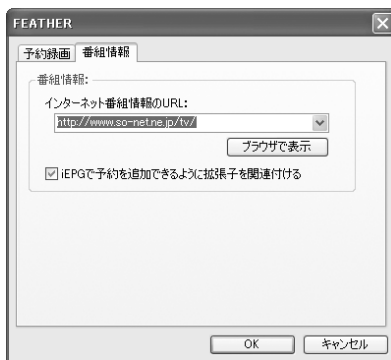 FEATHER
予約録画 番組情報
番組情報:
インターネット番組情報のURL:
http://www.so-net.ne.jp/tv/
ブラウザで表示
iEPGで予約を追加できるように拡張子を関連付ける
OK キャンセル